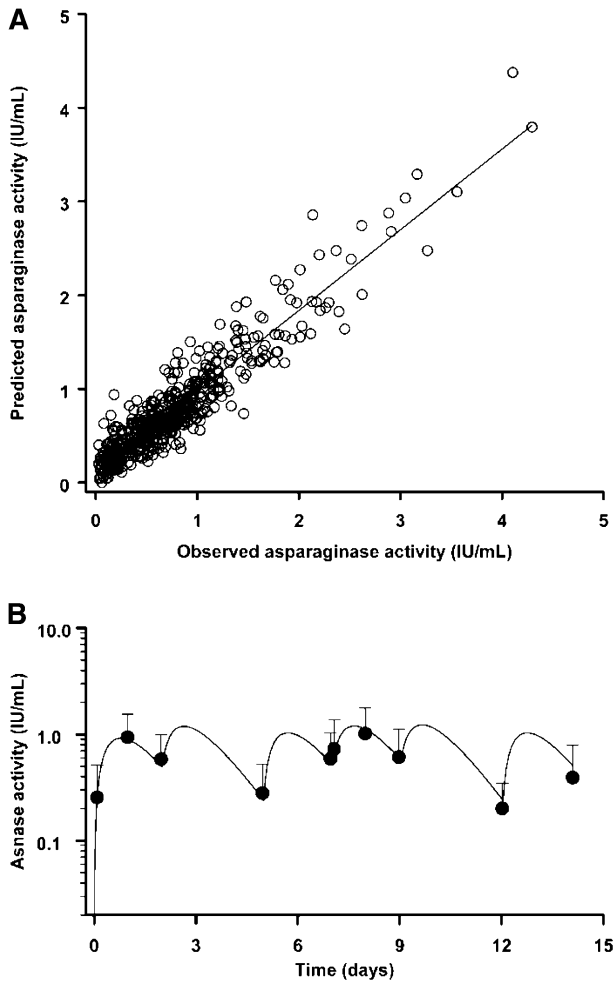 A
5
4
3
2
1
0
Predicted asparaginase activity (IU/mL)
0 1 2 3 4 5
Observed asparaginase activity (IU/mL)
B
10.0
1.0
0.1
Asnase activity (IU/mL)
0 3 6 9 12 15
Time (days)